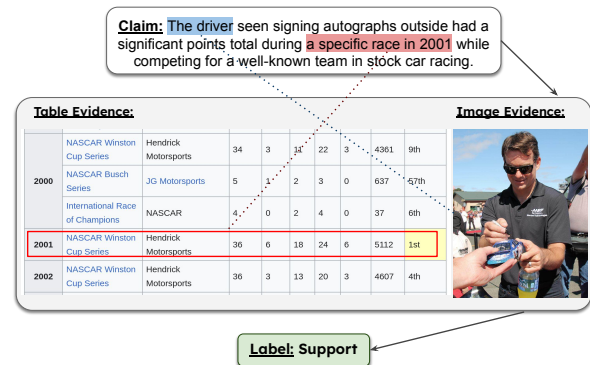 Claim: The driver seen signing autographs outside had a
significant points total during a specific race in 2001 while
competing for a well-known team in stock car racing.
Table Evidence:
Image Evidence:
NASCAR Winston Cup Series Hendrick Motorsports 34 3 11 22 3 4361 9th
2000 NASCAR Busch Series JG Motorsports 5 1 2 3 0 637 57th
International Race of Champions NASCAR 4 0 2 4 0 37 6th
2001 NASCAR Winston Cup Series Hendrick Motorsports 36 6 18 24 6 5112 1st
2002 NASCAR Winston Cup Series Hendrick Motorsports 36 3 13 20 3 4607 4th
Label: Support